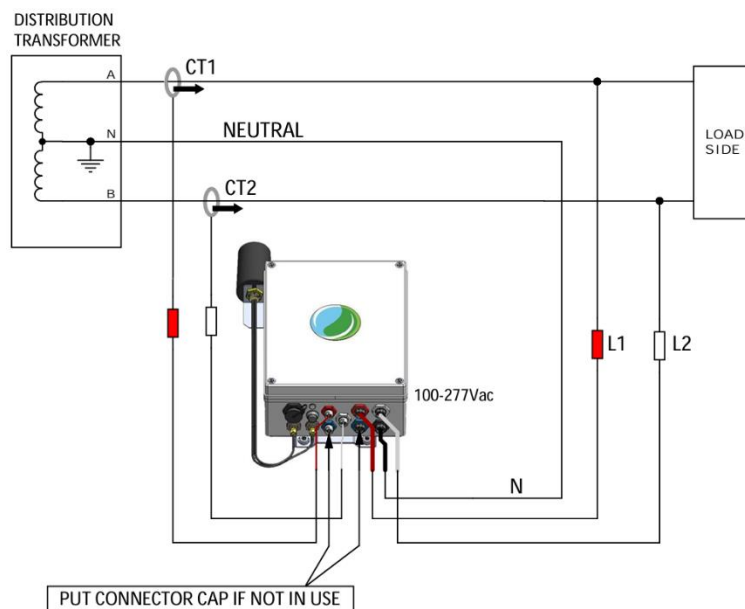 DISTRIBUTION
TRANSFORMER
CT1
A
N
NEUTRAL
LOAD
SIDE
CT2
B
L1
L2
100-277Vac
N
PUT CONNECTOR CAP IF NOT IN USE